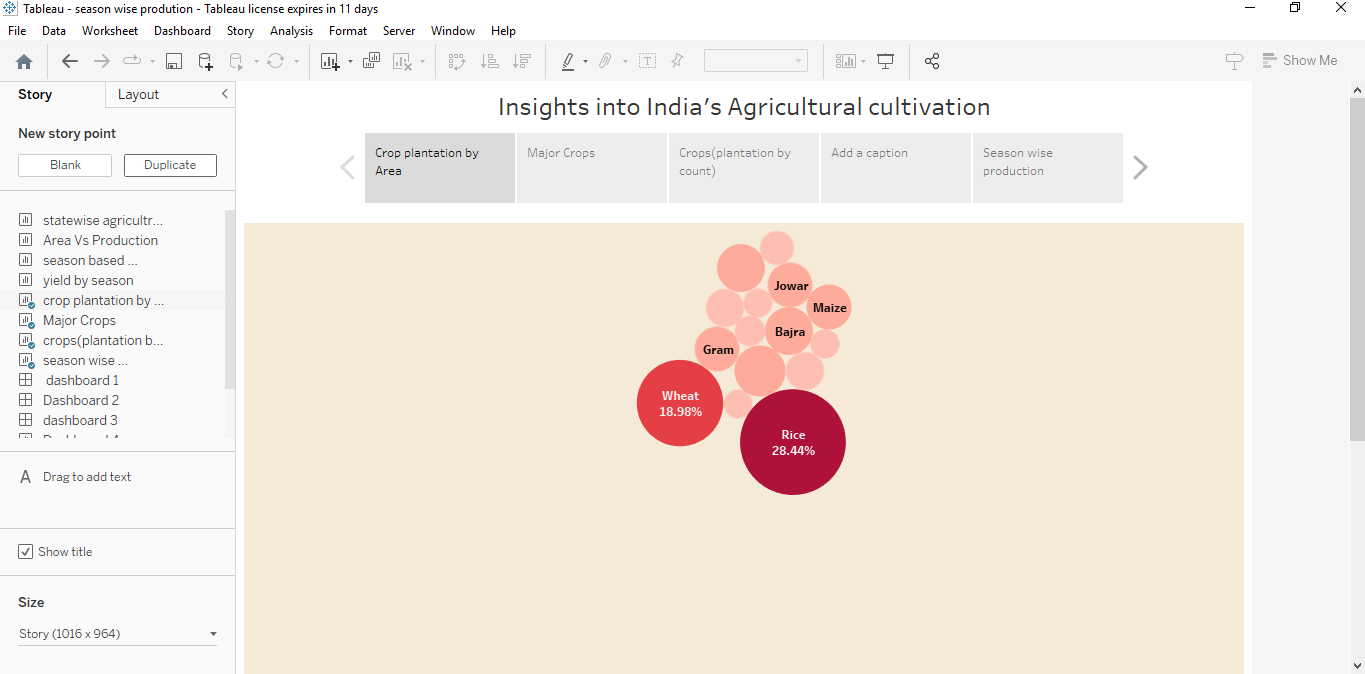 Tableau - season wise prodution - Tableau license expires in 11 days
File Data Worksheet Dashboard Story Analysis Format Server Window Help
Show Me
Story Layout
New story point
Blank Duplicate
statewise agricultr...
Area Vs Production
season based ...
yield by season
crop plantation by ...
Major Crops
crops(plantation b...
season wise ...
dashboard 1
Dashboard 2
dashboard 3
A Drag to add text
Show title
Size
Story (1016 x 964)
Insights into India's Agricultural cultivation
Crop plantation by
Area
Major Crops
Crops(plantation by
count)
Add a caption
Season wise
production
Jowar
Maize
Bajra
Gram
Wheat
18.98%
Rice
28.44%